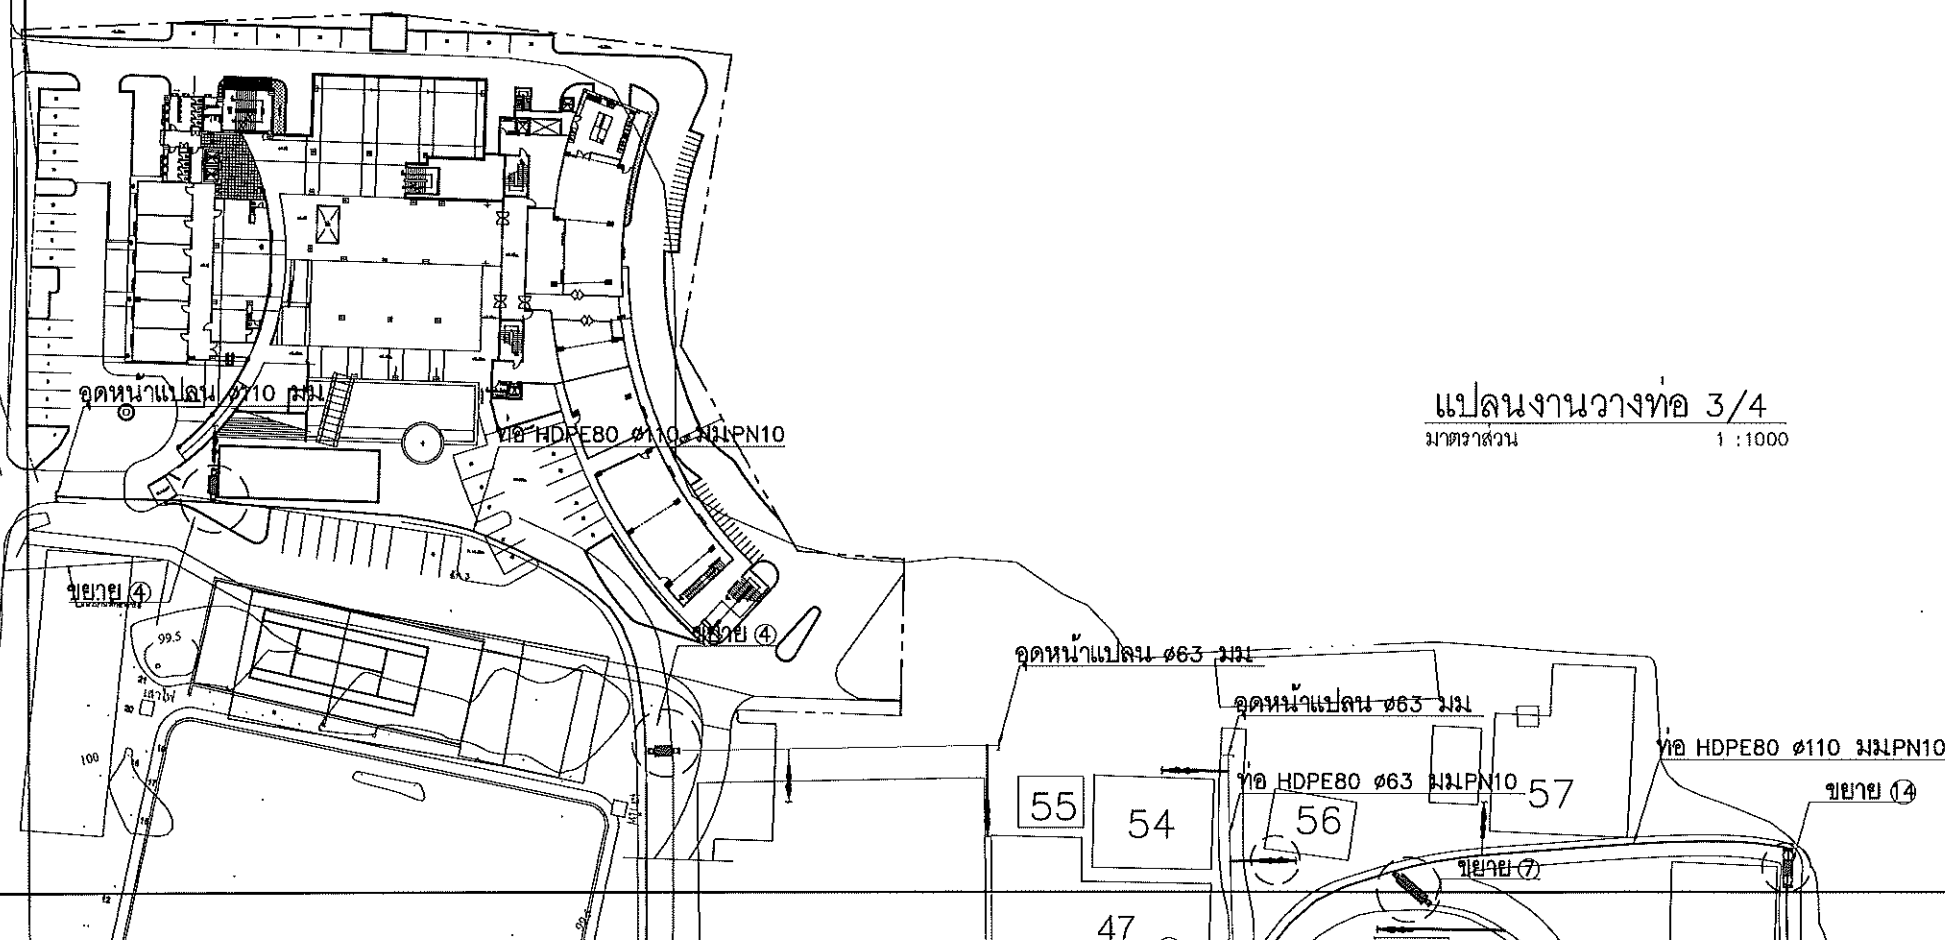 อุดหน้าแปลน ø110 มม
ท่อ HDPE80 ø110 มม.PN10
แปลนงานวางท่อ 3/4
มาตราส่วน 1 : 1000
ขยาย ④
99.5
เสาไฟ
100
ขยาย ④
อุดหน้าแปลน ø63 มม
อุดหน้าแปลน ø63 มม
ท่อ HDPE80 ø110 มม.PN10
ท่อ HDPE80 ø63 มม.PN10
57
ขยาย ⑭
55
54
56
ขยาย ⑦
47